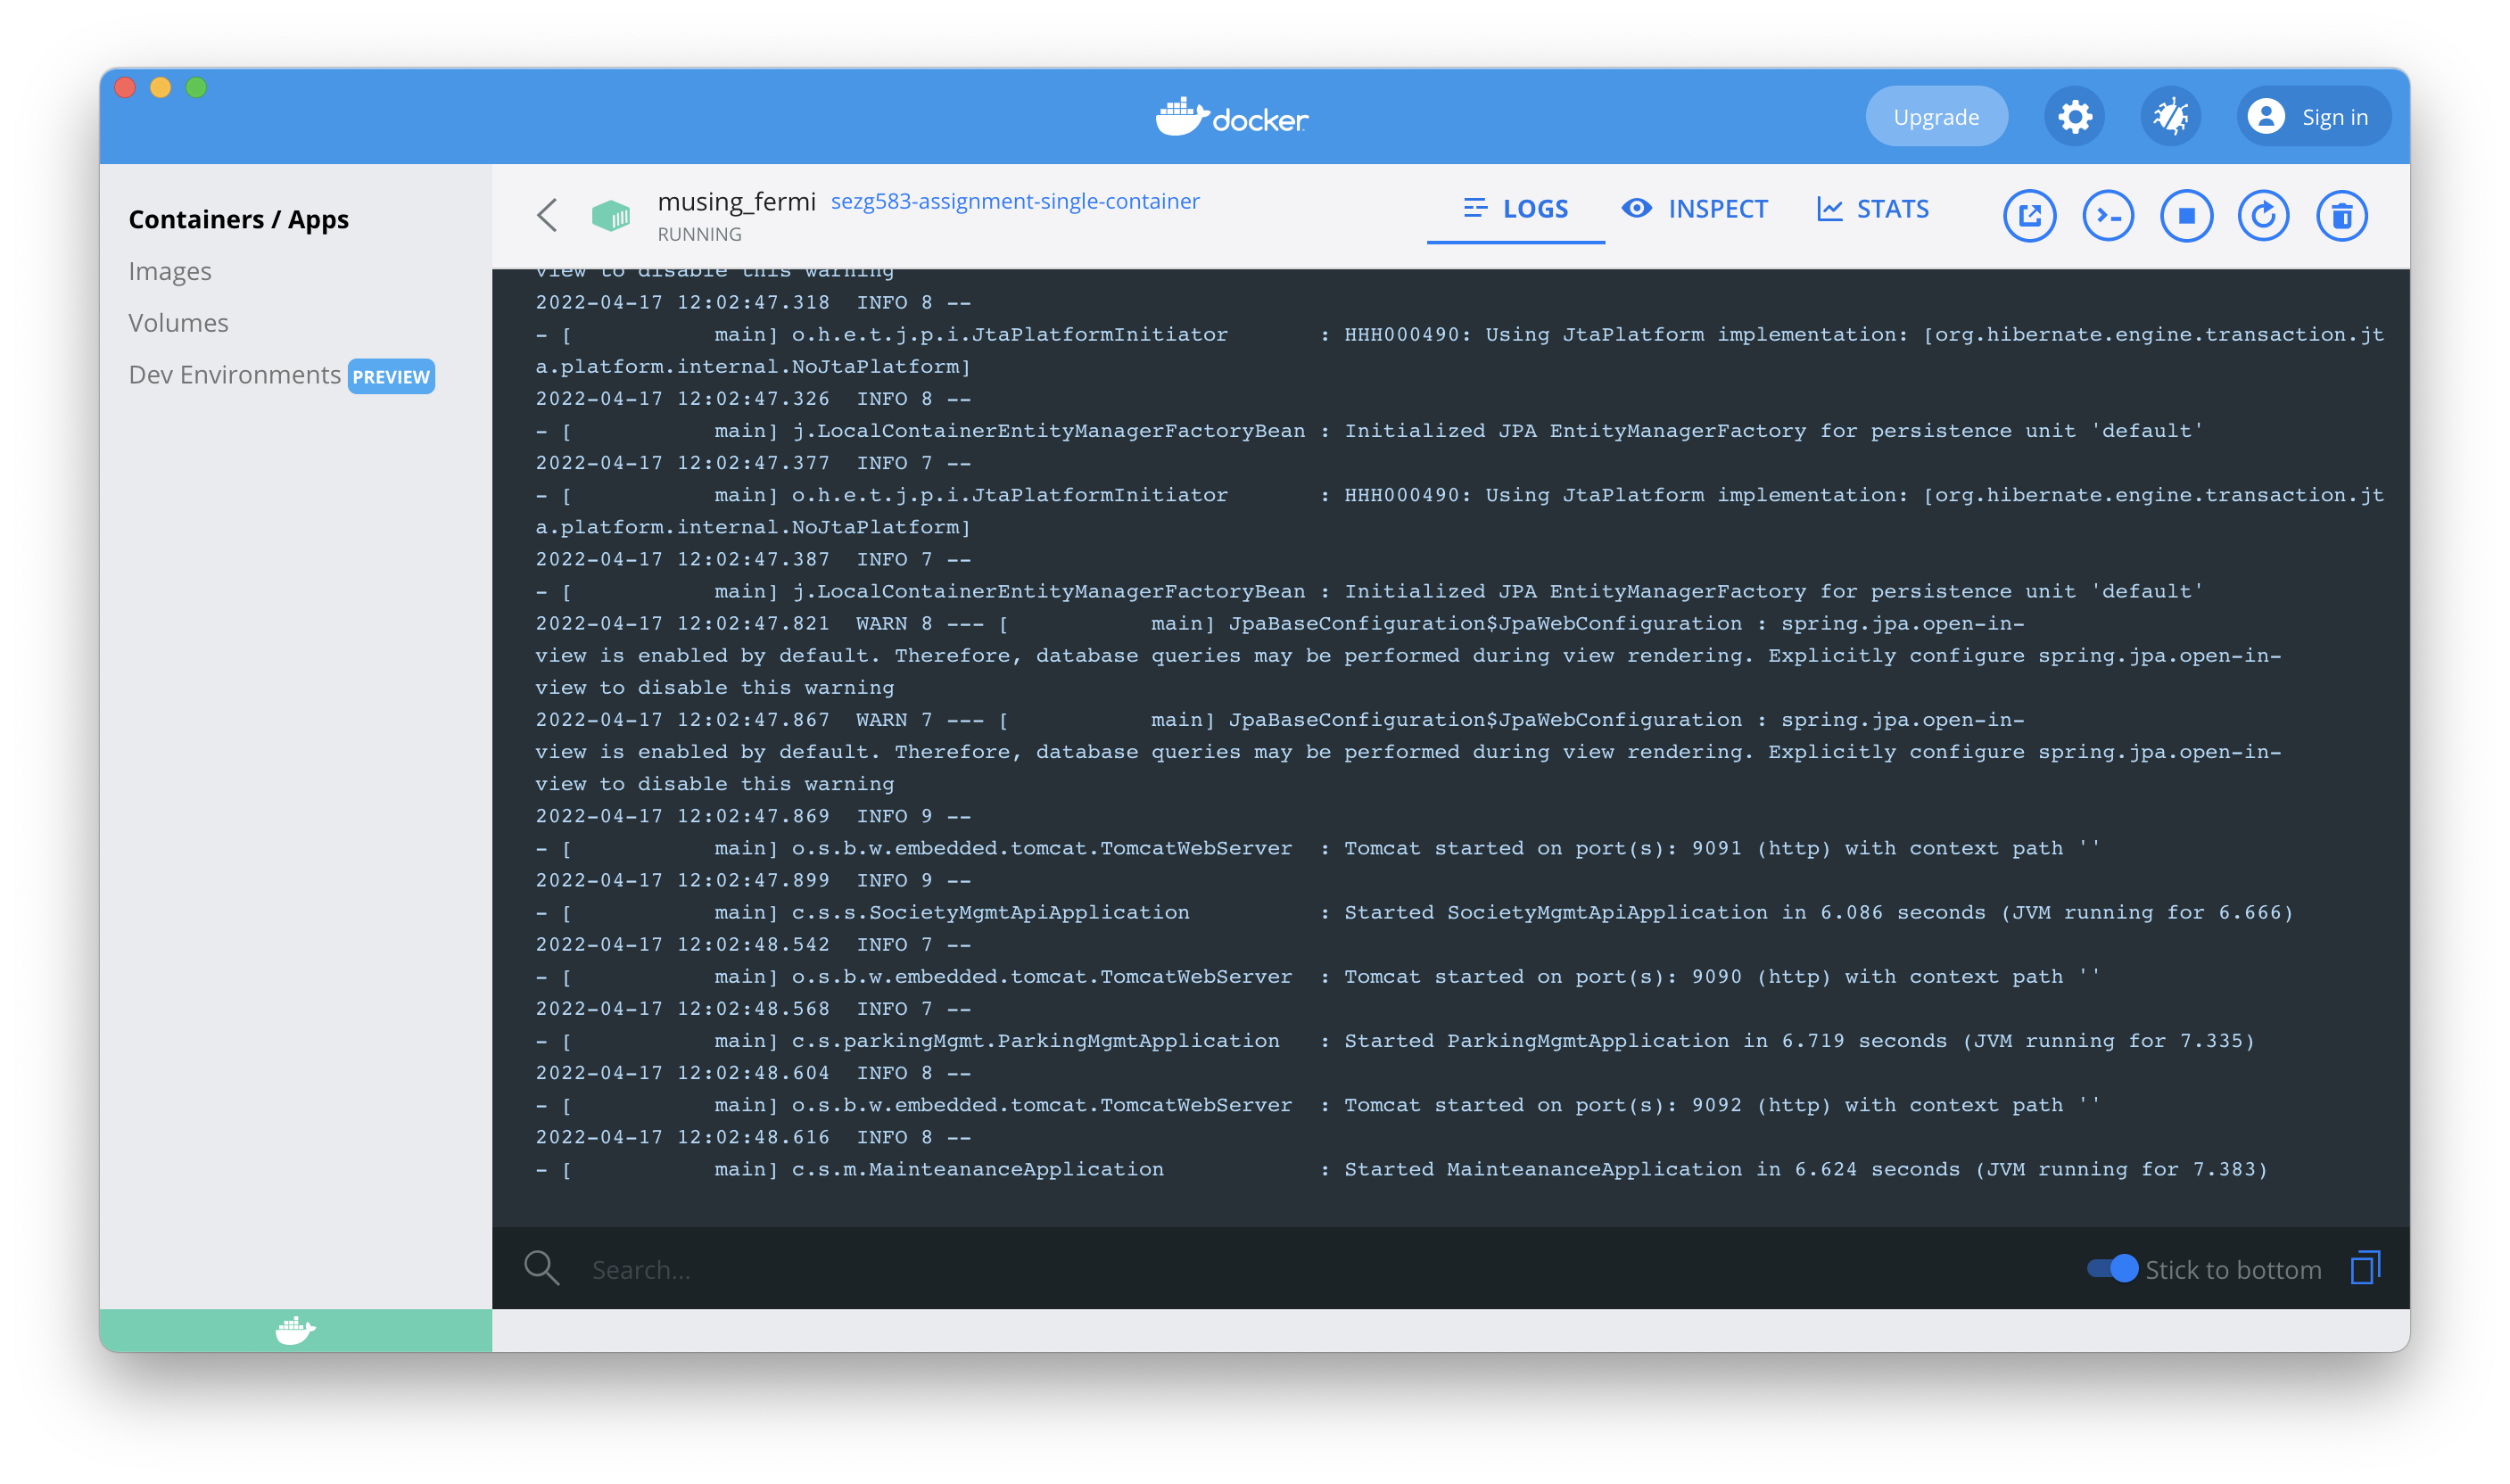 docker
Upgrade
Sign in
Containers / Apps
Images
Volumes
Dev Environments PREVIEW
musing_fermi sezg583-assignment-single-container
RUNNING
LOGS INSPECT STATS
view to disable this warning
2022-04-17 12:02:47.318  INFO 8 --
- [           main] o.h.e.t.j.p.i.JtaPlatformInitiator       : HHH000490: Using JtaPlatform implementation: [org.hibernate.engine.transaction.jt
a.platform.internal.NoJtaPlatform]
2022-04-17 12:02:47.326  INFO 8 --
- [           main] j.LocalContainerEntityManagerFactoryBean : Initialized JPA EntityManagerFactory for persistence unit 'default'
2022-04-17 12:02:47.377  INFO 7 --
- [           main] o.h.e.t.j.p.i.JtaPlatformInitiator       : HHH000490: Using JtaPlatform implementation: [org.hibernate.engine.transaction.jt
a.platform.internal.NoJtaPlatform]
2022-04-17 12:02:47.387  INFO 7 --
- [           main] j.LocalContainerEntityManagerFactoryBean : Initialized JPA EntityManagerFactory for persistence unit 'default'
2022-04-17 12:02:47.821  WARN 8 --- [           main] JpaBaseConfiguration$JpaWebConfiguration : spring.jpa.open-in-
view is enabled by default. Therefore, database queries may be performed during view rendering. Explicitly configure spring.jpa.open-in-
view to disable this warning
2022-04-17 12:02:47.867  WARN 7 --- [           main] JpaBaseConfiguration$JpaWebConfiguration : spring.jpa.open-in-
view is enabled by default. Therefore, database queries may be performed during view rendering. Explicitly configure spring.jpa.open-in-
view to disable this warning
2022-04-17 12:02:47.869  INFO 9 --
- [           main] o.s.b.w.embedded.tomcat.TomcatWebServer  : Tomcat started on port(s): 9091 (http) with context path ''
2022-04-17 12:02:47.899  INFO 9 --
- [           main] c.s.s.SocietyMgmtApiApplication          : Started SocietyMgmtApiApplication in 6.086 seconds (JVM running for 6.666)
2022-04-17 12:02:48.542  INFO 7 --
- [           main] o.s.b.w.embedded.tomcat.TomcatWebServer  : Tomcat started on port(s): 9090 (http) with context path ''
2022-04-17 12:02:48.568  INFO 7 --
- [           main] c.s.parkingMgmt.ParkingMgmtApplication   : Started ParkingMgmtApplication in 6.719 seconds (JVM running for 7.335)
2022-04-17 12:02:48.604  INFO 8 --
- [           main] o.s.b.w.embedded.tomcat.TomcatWebServer  : Tomcat started on port(s): 9092 (http) with context path ''
2022-04-17 12:02:48.616  INFO 8 --
- [           main] c.s.m.MainteananceApplication            : Started MainteananceApplication in 6.624 seconds (JVM running for 7.383)
Search...
Stick to bottom